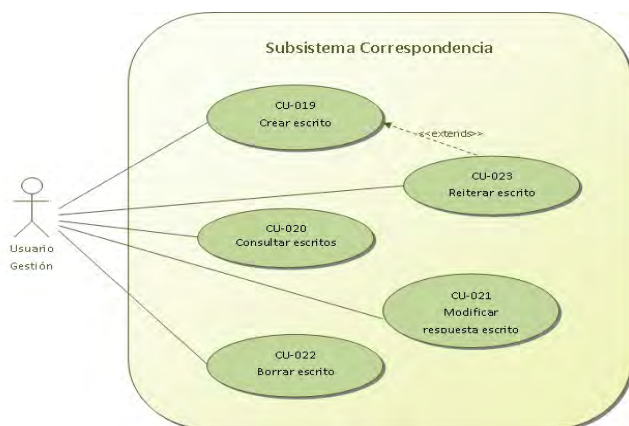 Subsistema Correspondencia
CU-019
Crear escrito
<<extends>>
CU-023
Reiterar escrito
CU-020
Consultar escritos
Usuario
Gestión
CU-021
Modificar
respuesta escrito
CU-022
Borrar escrito